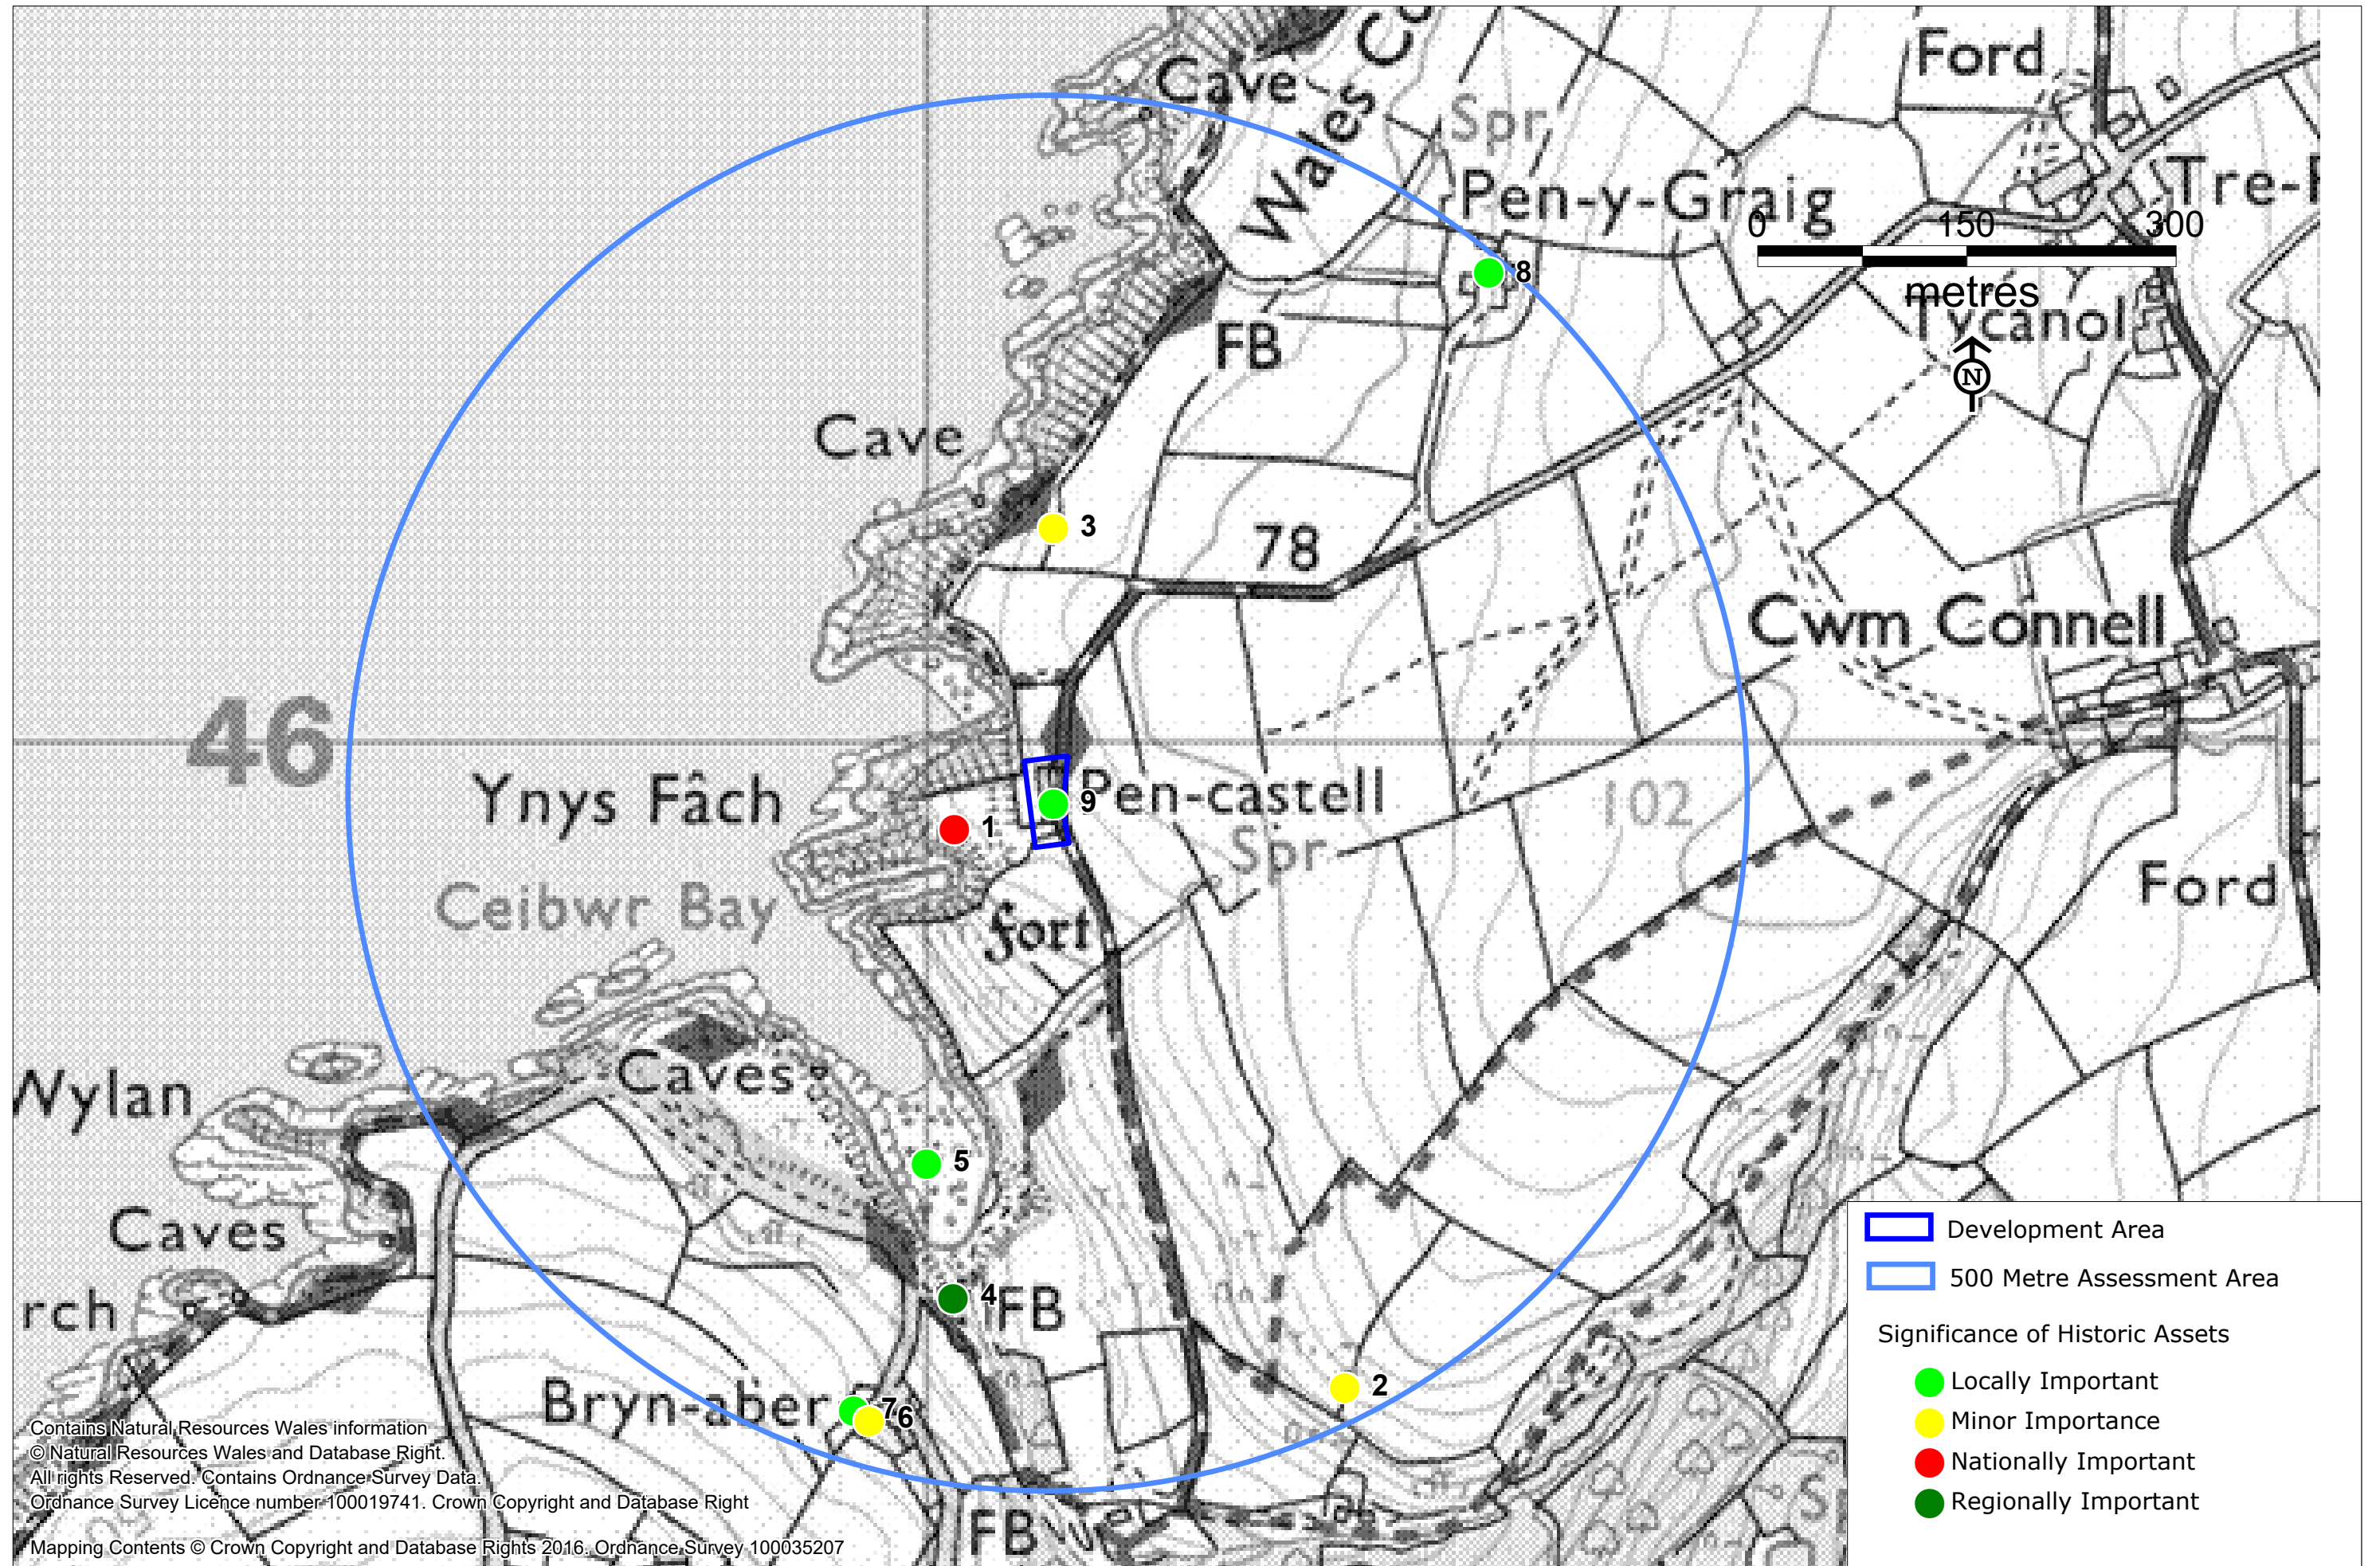 Cave
Wales Co
Ford
Spr
Pen-y-Graig
Tre-
0 150 300
metres
Tycanol
N
8
FB
Cave
3
78
Cwm Connell
46
Ynys Fâch
9
Pen-castell
102
1
Spr
Ceibwr Bay
fort
Ford
Caves
Wylan
5
Caves
rch
4
FB
2
Bryn-aber
7
6
FB
Development Area
500 Metre Assessment Area
Significance of Historic Assets
Locally Important
Minor Importance
Nationally Important
Regionally Important
Contains Natural Resources Wales information
© Natural Resources Wales and Database Right.
All rights Reserved. Contains Ordnance Survey Data.
Ordnance Survey Licence number 100019741. Crown Copyright and Database Right
Mapping Contents © Crown Copyright and Database Rights 2016. Ordnance Survey 100035207